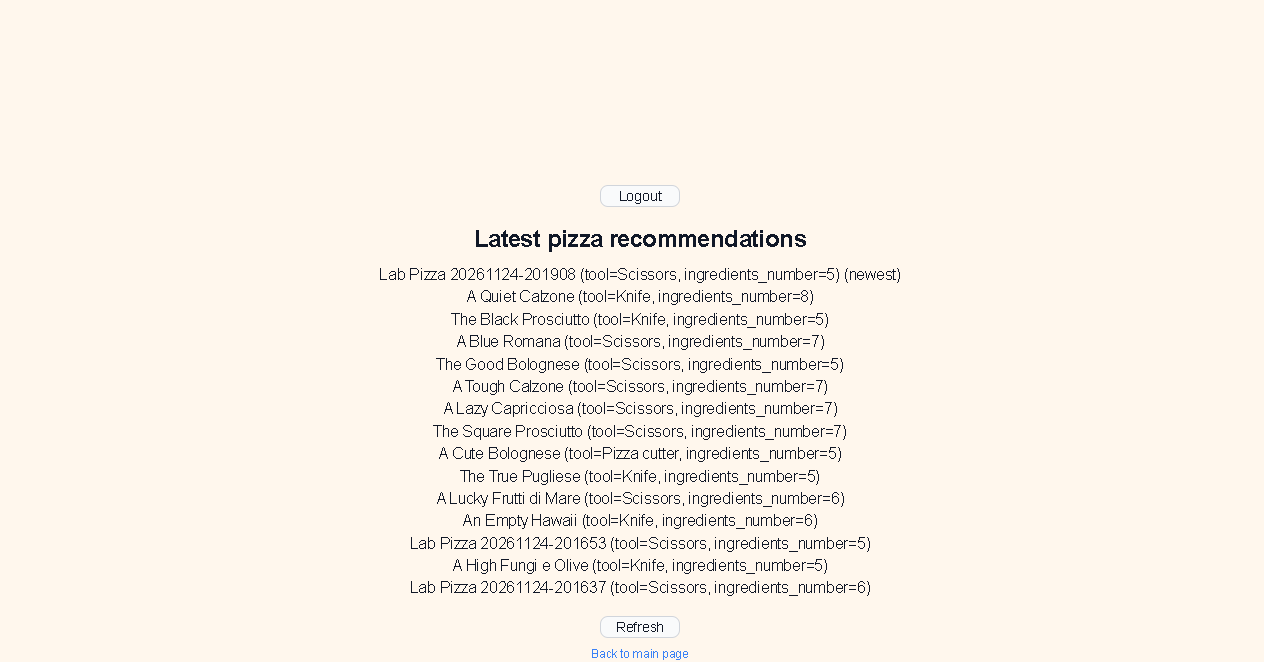 Logout
Latest pizza recommendations
Lab Pizza 20261124-201908 (tool=Scissors, ingredients_number=5) (newest)
A Quiet Calzone (tool=Knife, ingredients_number=8)
The Black Prosciutto (tool=Knife, ingredients_number=5)
A Blue Romana (tool=Scissors, ingredients_number=7)
The Good Bolognese (tool=Scissors, ingredients_number=5)
A Tough Calzone (tool=Scissors, ingredients_number=7)
A Lazy Capricciosa (tool=Scissors, ingredients_number=7)
The Square Prosciutto (tool=Scissors, ingredients_number=7)
A Cute Bolognese (tool=Pizza cutter, ingredients_number=5)
The True Pugliese (tool=Knife, ingredients_number=5)
A Lucky Frutti di Mare (tool=Scissors, ingredients_number=6)
An Empty Hawaii (tool=Knife, ingredients_number=6)
Lab Pizza 20261124-201653 (tool=Scissors, ingredients_number=5)
A High Fungi e Olive (tool=Knife, ingredients_number=5)
Lab Pizza 20261124-201637 (tool=Scissors, ingredients_number=6)
Refresh
Back to main page